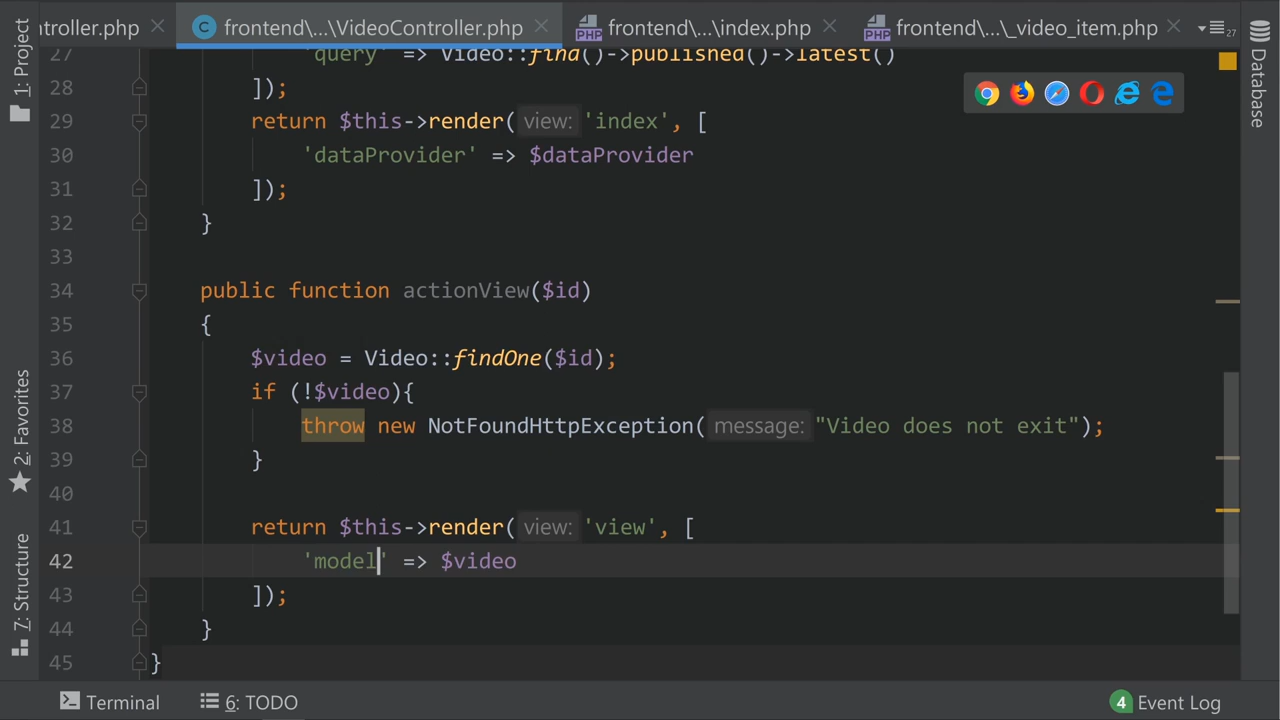 ntroller.php
frontend\...\VideoController.php
frontend\...\index.php
frontend\...\_video_item.php
27
1: Project
Database
27 'query' => Video::find()->published()->latest()
28 ]);
29 return $this->render( view: 'index', [
30 'dataProvider' => $dataProvider
31 ]);
32 }
33
34 public function actionView($id)
35 {
36 $video = Video::findOne($id);
37 if (!$video){
38 throw new NotFoundHttpException( message: "Video does not exit");
39 }
40
41 return $this->render( view: 'view', [
42 'model' => $video
43 ]);
44 }
45 }
2: Favorites
7: Structure
Terminal
6: TODO
4 Event Log